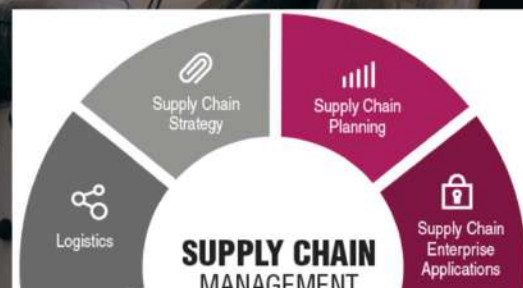 Supply Chain
Strategy
Supply Chain
Planning
Logistics
Supply Chain
Enterprise
Applications
SUPPLY CHAIN
MANAGEMENT